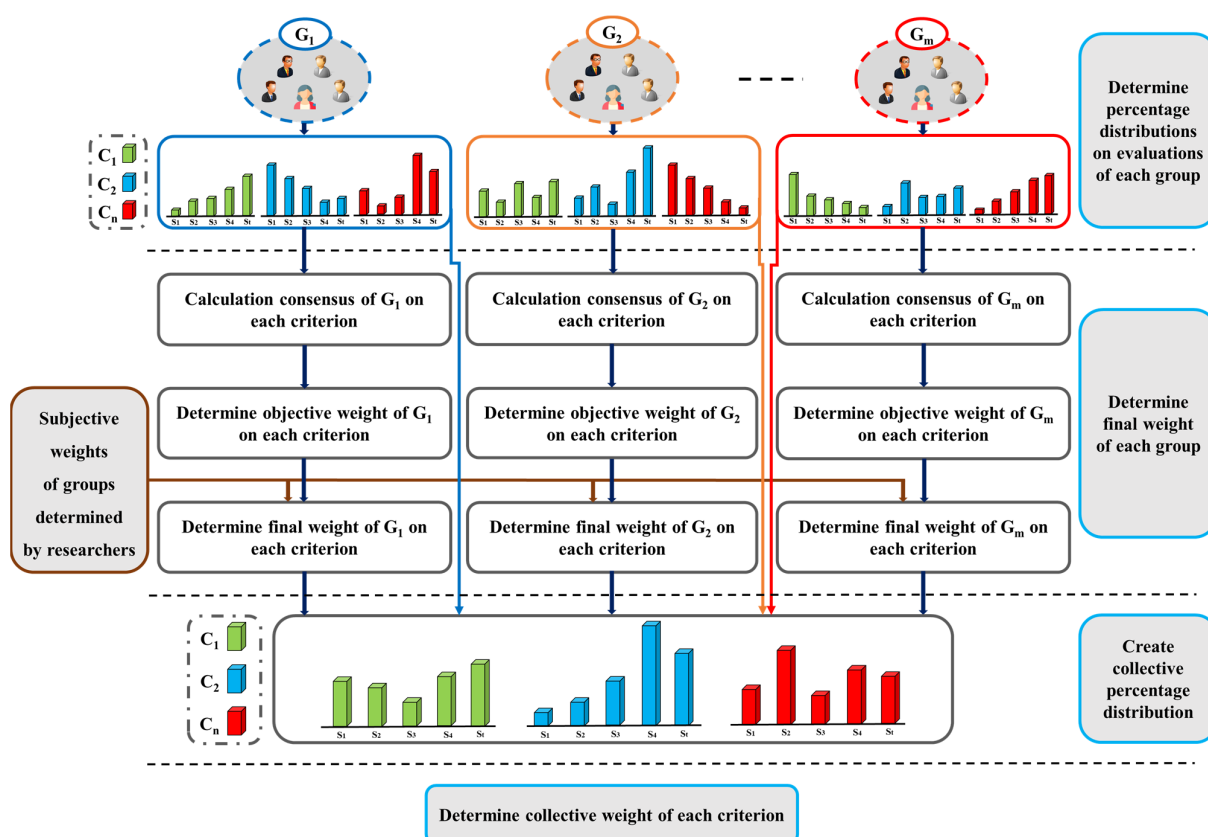 G1
G2
Gm
Determine
percentage
distributions
on evaluations
of each group
C1
C2
Cn
S1 S2 S3 S4 St S1 S2 S3 S4 St S1 S2 S3 S4 St
S1 S2 S3 S4 St S1 S2 S3 S4 St S1 S2 S3 S4 St
S1 S2 S3 S4 St S1 S2 S3 S4 St S1 S2 S3 S4 St
Calculation consensus of G1 on
each criterion
Calculation consensus of G2 on
each criterion
Calculation consensus of Gm on
each criterion
Determine objective weight of G1
on each criterion
Determine objective weight of G2
on each criterion
Determine objective weight of Gm
on each criterion
Determine
final weight
of each group
Subjective
weights
of groups
determined
by researchers
Determine final weight of G1 on
each criterion
Determine final weight of G2 on
each criterion
Determine final weight of Gm on
each criterion
C1
C2
Cn
S1 S2 S3 S4 St
S1 S2 S3 S4 St
S1 S2 S3 S4 St
Create
collective
percentage
distribution
Determine collective weight of each criterion